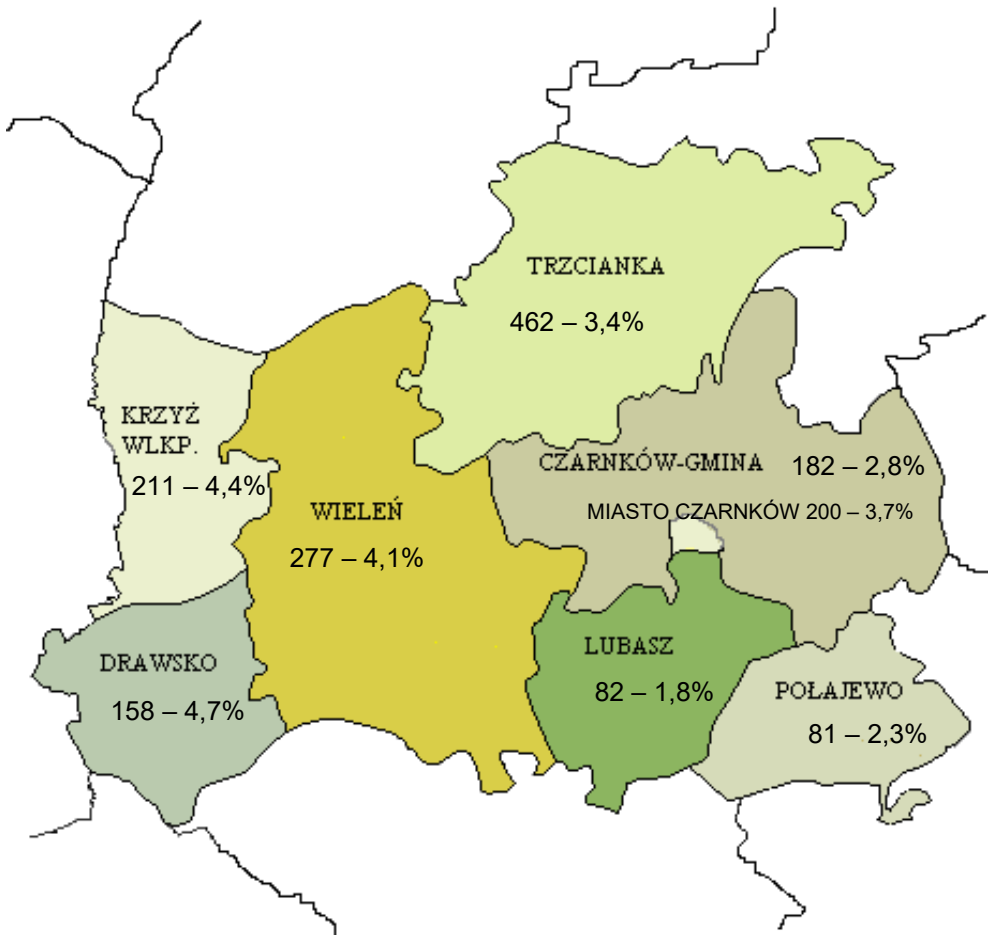 TRZCIANKA
462 – 3,4%
KRZYŻ
WLKP.
211 – 4,4%
WIELEŃ
277 – 4,1%
CZARNKÓW-GMINA 182 – 2,8%
MIASTO CZARNKÓW 200 – 3,7%
DRAWSKO
158 – 4,7%
LUBASZ
82 – 1,8%
POŁAJEWO
81 – 2,3%